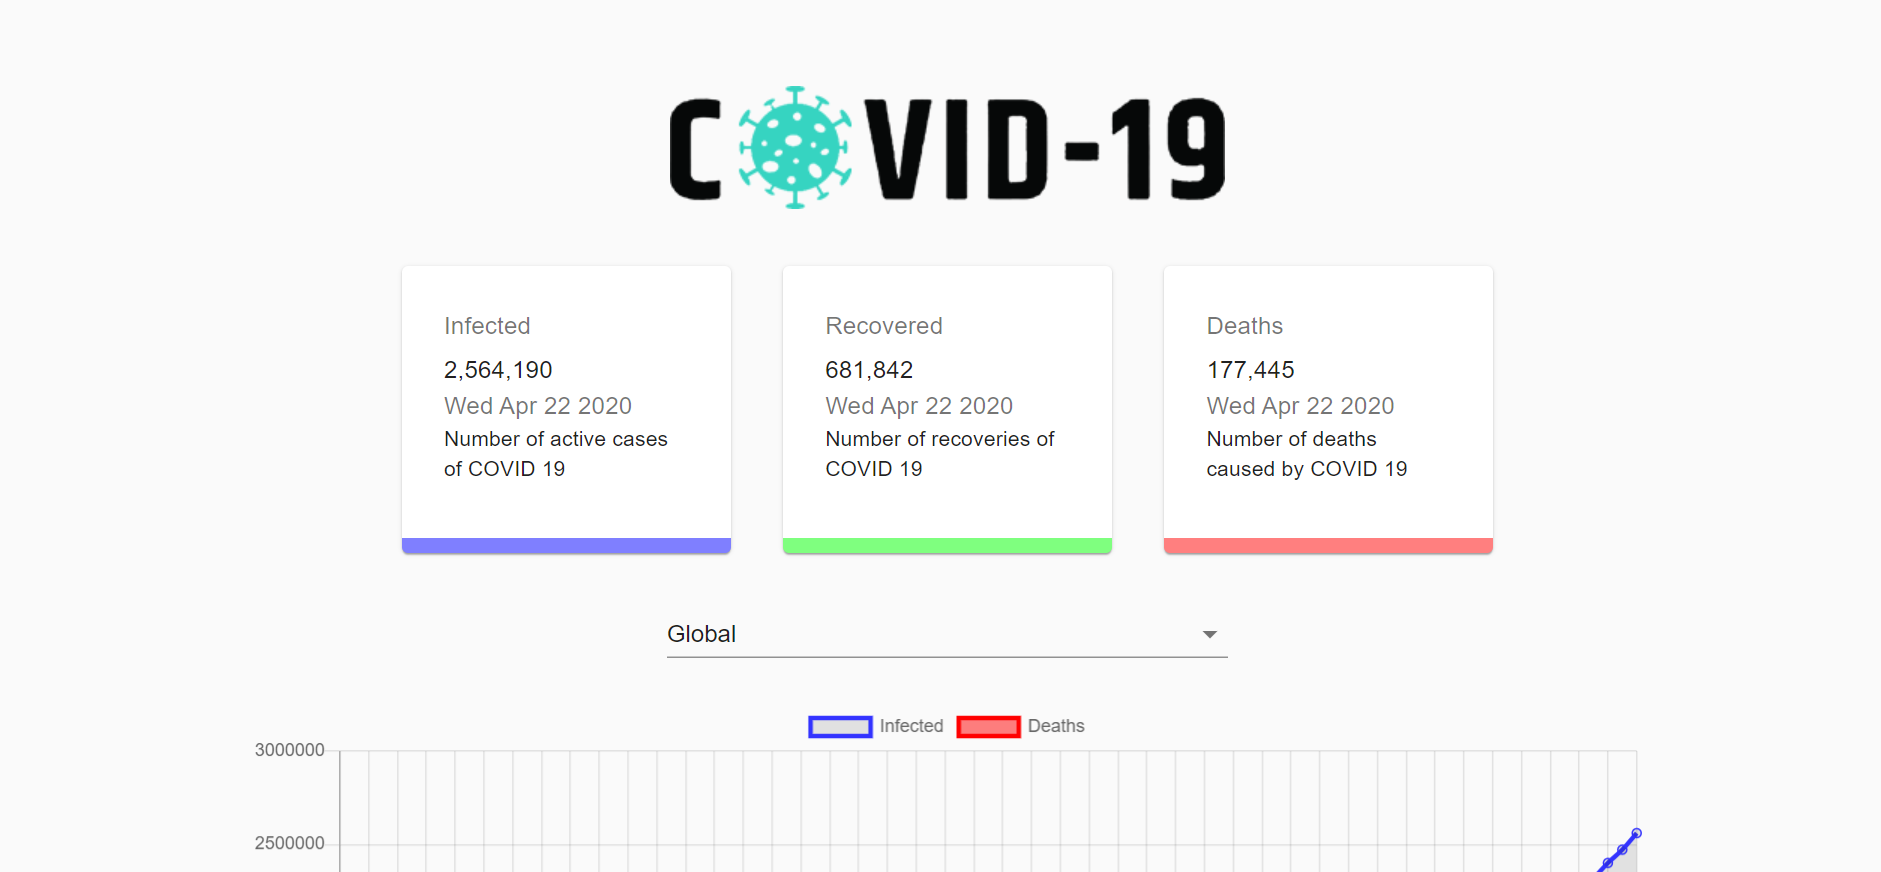 COVID-19
Infected
2,564,190
Wed Apr 22 2020
Number of active cases
of COVID 19
Recovered
681,842
Wed Apr 22 2020
Number of recoveries of
COVID 19
Deaths
177,445
Wed Apr 22 2020
Number of deaths
caused by COVID 19
Global
Infected Deaths
3000000
2500000